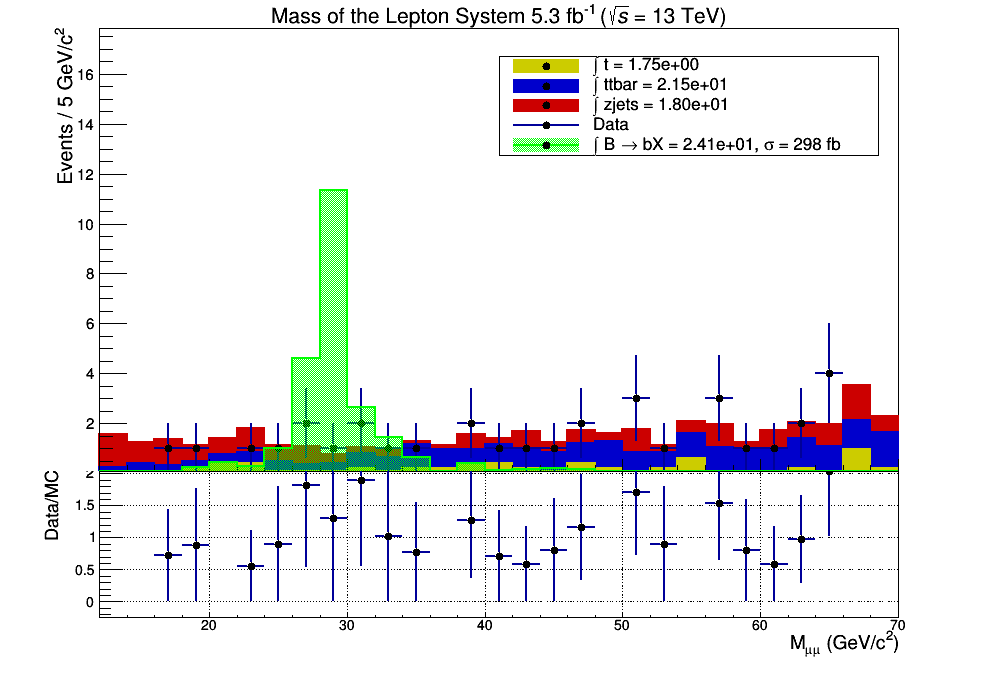 Mass of the Lepton System 5.3 fb⁻¹ (√s = 13 TeV)
Events / 5 GeV/c²
16
14
12
10
8
6
4
2
∫ t = 1.75e+00
∫ ttbar = 2.15e+01
∫ zjets = 1.80e+01
Data
∫ B → bX = 2.41e+01, σ = 298 fb
Data/MC
2
1.5
1
0.5
0
20 30 40 50 60 70
M_μμ (GeV/c²)